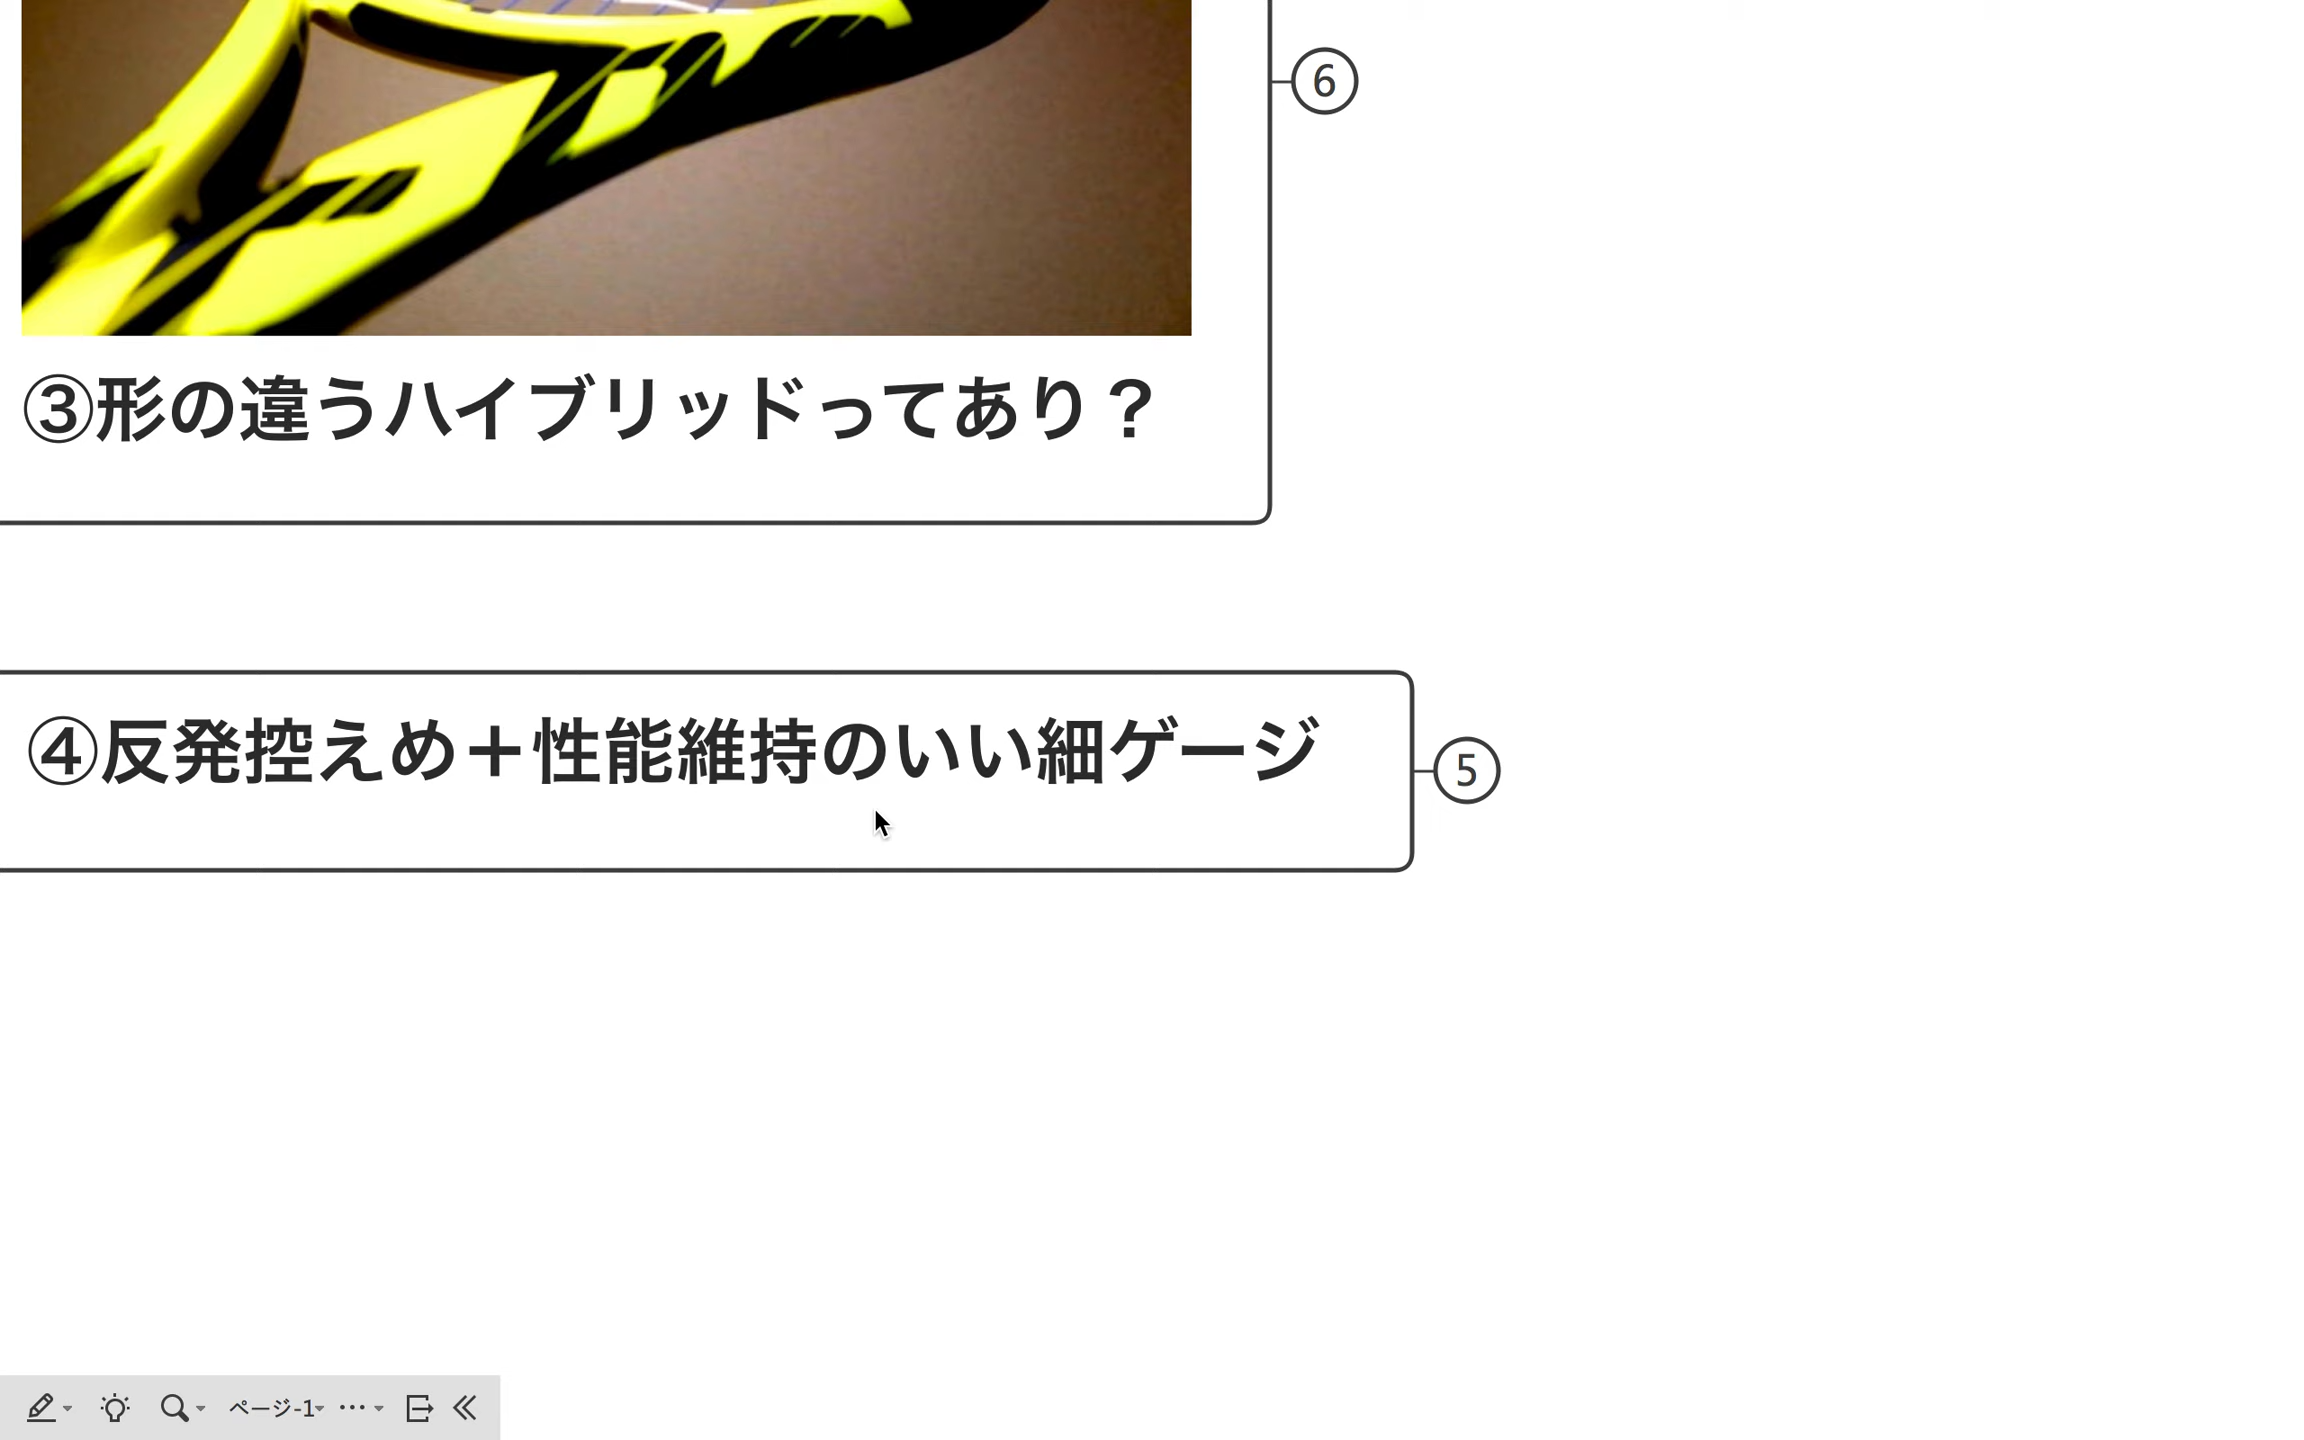 6
③形の違うハイブリッドってあり？
④反発控えめ＋性能維持のいい細ゲージ
5
ページ-1